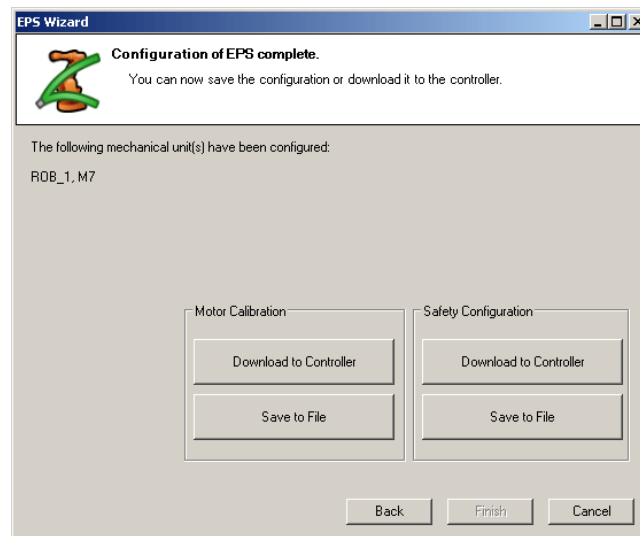 EPS Wizard
Configuration of EPS complete.
You can now save the configuration or download it to the controller.
The following mechanical unit(s) have been configured:
ROB_1, M7
Motor Calibration
Safety Configuration
Download to Controller
Download to Controller
Save to File
Save to File
Back
Finish
Cancel